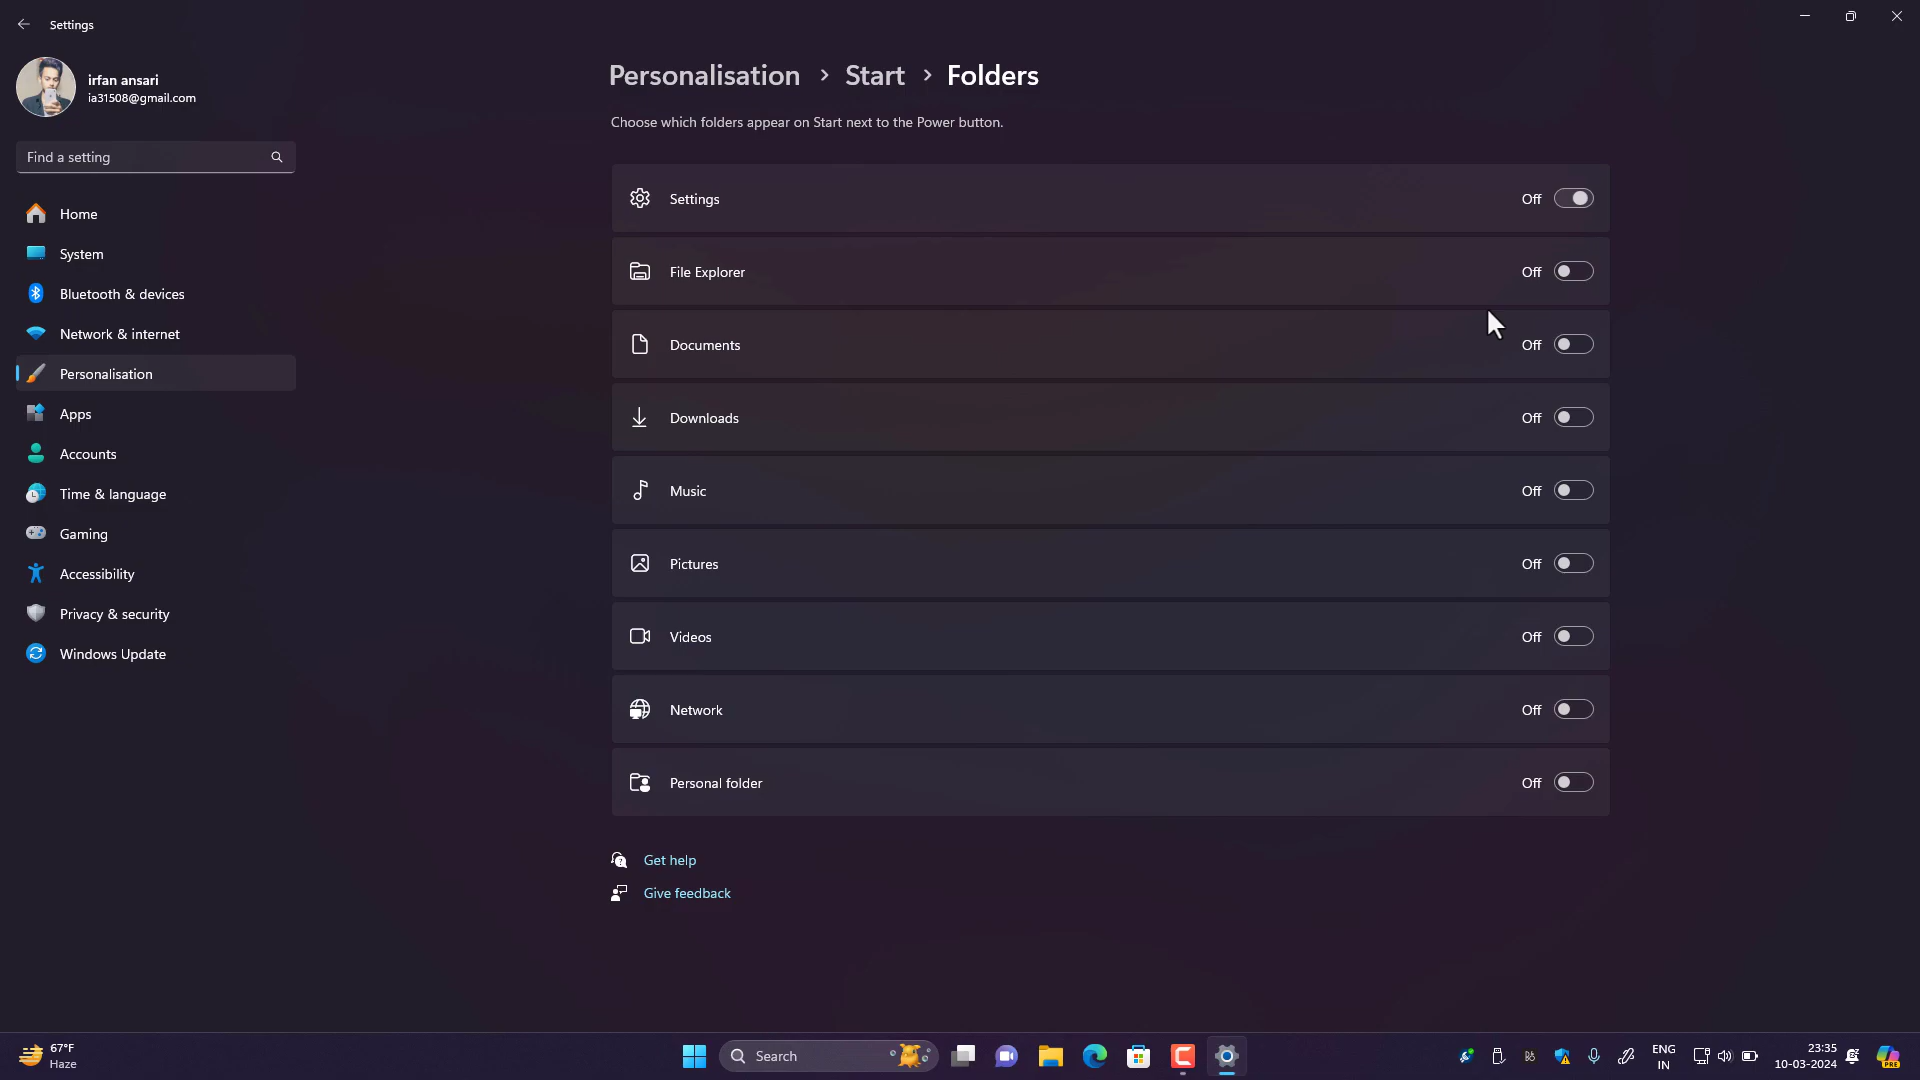 Settings
irfan ansari
ia31508@gmail.com
Find a setting
Home
System
Bluetooth & devices
Network & internet
Personalisation
Apps
Accounts
Time & language
Gaming
Accessibility
Privacy & security
Windows Update
Personalisation > Start > Folders
Choose which folders appear on Start next to the Power button.
Settings Off
File Explorer Off
Documents Off
Downloads Off
Music Off
Pictures Off
Videos Off
Network Off
Personal folder Off
Get help
Give feedback
67°F
Haze
Search
ENG
IN
23:35
10-03-2024
PRE